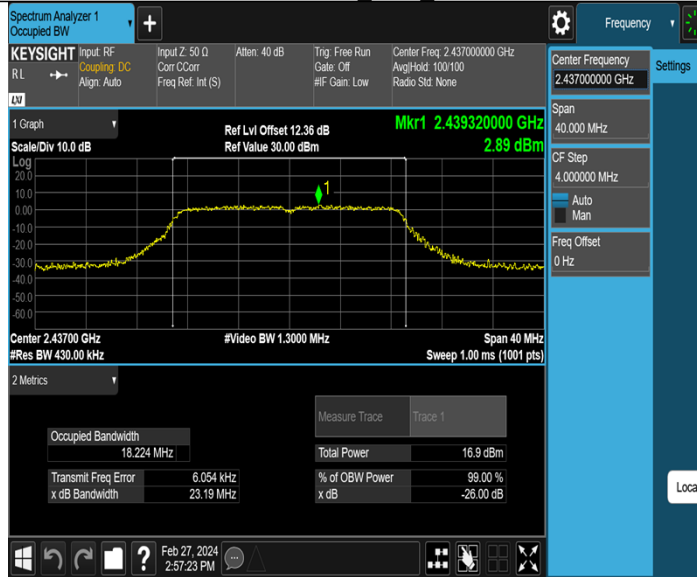 Spectrum Analyzer 1
Occupied BW
Frequency
KEYSIGHT Input: RF Input Z: 50 Ω Atten: 40 dB Trig: Free Run Center Freq: 2.437000000 GHz
RL Coupling: DC Corr CCorr Gate: Off Avg|Hold: 100/100
Align: Auto Freq Ref: Int (S) #IF Gain: Low Radio Std: None
LXI
1 Graph
Ref Lvl Offset 12.36 dB
Mkr1 2.439320000 GHz
Scale/Div 10.0 dB
Ref Value 30.00 dBm
2.89 dBm
Log
20.0
10.0
0.00
-10.0
-20.0
-30.0
-40.0
-50.0
-60.0
1
Center 2.43700 GHz
#Video BW 1.3000 MHz
Span 40 MHz
#Res BW 430.00 kHz
Sweep 1.00 ms (1001 pts)
2 Metrics
Measure Trace Trace 1
Occupied Bandwidth
18.224 MHz
Total Power 16.9 dBm
Transmit Freq Error 6.054 kHz
% of OBW Power 99.00 %
x dB Bandwidth 23.19 MHz
x dB -26.00 dB
Center Frequency
2.437000000 GHz
Settings
Span
40.000 MHz
CF Step
4.000000 MHz
Auto
Man
Freq Offset
0 Hz
Loca
?
Feb 27, 2024
2:57:23 PM